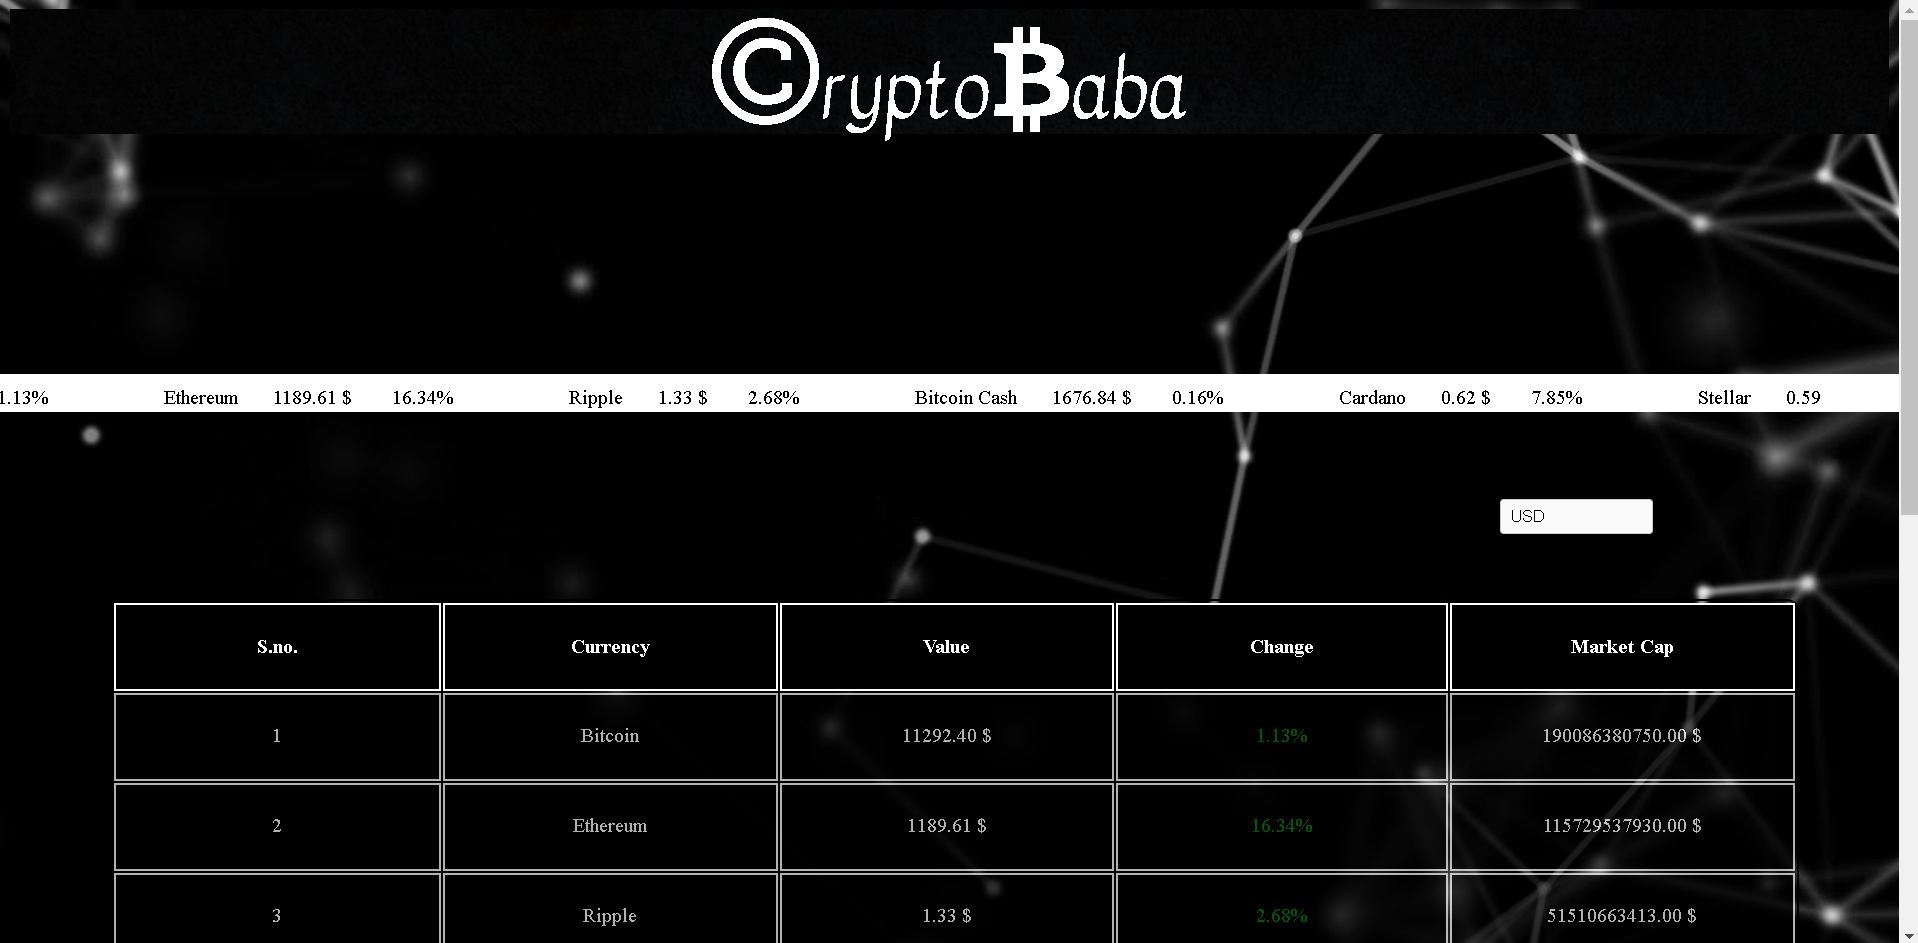 ©rypto₿aba
1.13% Ethereum 1189.61 $ 16.34% Ripple 1.33 $ 2.68% Bitcoin Cash 1676.84 $ 0.16% Cardano 0.62 $ 7.85% Stellar 0.59
USD
S.no. Currency Value Change Market Cap
1 Bitcoin 11292.40 $ 1.13% 190086380750.00 $
2 Ethereum 1189.61 $ 16.34% 115729537930.00 $
3 Ripple 1.33 $ 2.68% 51510663413.00 $